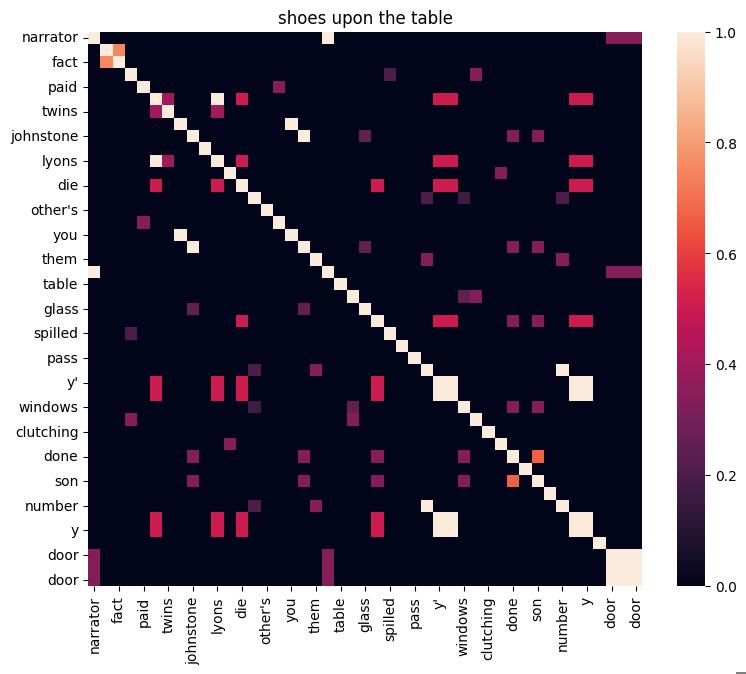 shoes upon the table
narrator
fact
paid
twins
johnstone
lyons
die
other's
you
them
table
glass
spilled
pass
y'
windows
clutching
done
son
number
y
door
door
narrator
fact
paid
twins
johnstone
lyons
die
other's
you
them
table
glass
spilled
pass
y'
windows
clutching
done
son
number
y
door
door
1.0
0.8
0.6
0.4
0.2
0.0